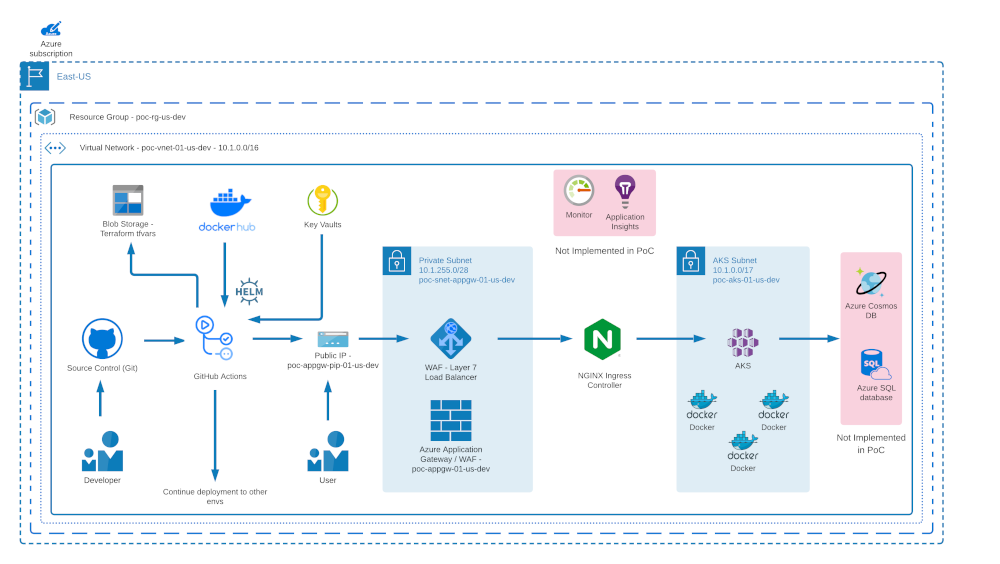 Azure
subscription
East-US
Resource Group - poc-rg-us-dev
Virtual Network - poc-vnet-01-us-dev - 10.1.0.0/16
Blob Storage -
Terraform tfvars
dockerhub
Key Vaults
Monitor
Application
Insights
Not Implemented in PoC
HELM
Private Subnet
10.1.255.0/28
poc-snet-appgw-01-us-dev
AKS Subnet
10.1.0.0/17
poc-aks-01-us-dev
Azure Cosmos
DB
Source Control (Git)
GitHub Actions
Public IP -
poc-appgw-pip-01-us-dev
WAF - Layer 7
Load Balancer
N
NGINX Ingress
Controller
AKS
SQL
Azure SQL
database
docker
Docker
docker
Docker
docker
Docker
Not Implemented
in PoC
Azure Application
Gateway / WAF -
poc-appgw-01-us-dev
Developer
User
Continue deployment to other
envs